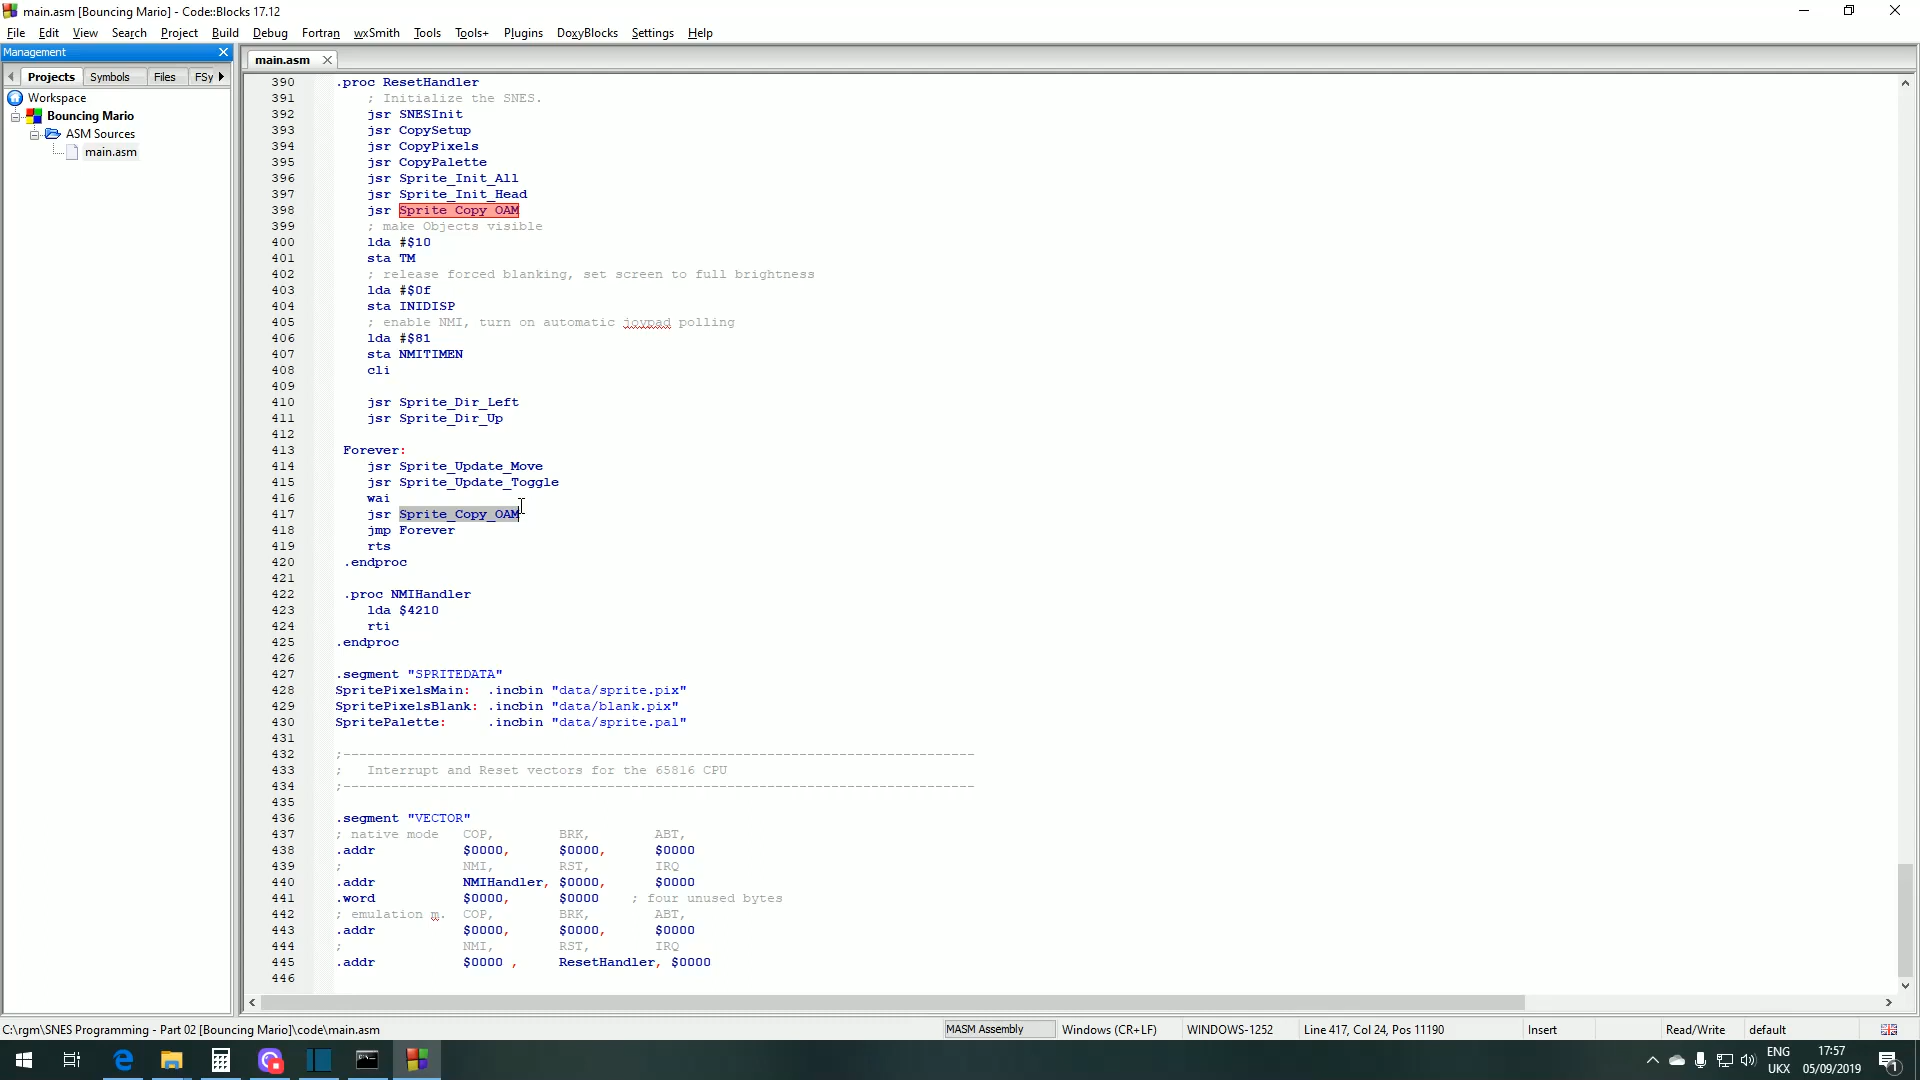 main.asm [Bouncing Mario] - Code::Blocks 17.12
File Edit View Search Project Build Debug Fortran wxSmith Tools Tools+ Plugins DoxyBlocks Settings Help
Management
main.asm
Projects Symbols Files FSy
Workspace
Bouncing Mario
ASM Sources
main.asm
390 .proc ResetHandler
391 ; Initialize the SNES.
392 jsr SNESInit
393 jsr CopySetup
394 jsr CopyPixels
395 jsr CopyPalette
396 jsr Sprite_Init_All
397 jsr Sprite_Init_Head
398 jsr Sprite_Copy_OAM
399 ; make Objects visible
400 lda #$10
401 sta TM
402 ; release forced blanking, set screen to full brightness
403 lda #$0f
404 sta INIDISP
405 ; enable NMI, turn on automatic joypad polling
406 lda #$81
407 sta NMITIMEN
408 cli
409
410 jsr Sprite_Dir_Left
411 jsr Sprite_Dir_Up
412
413 Forever:
414 jsr Sprite_Update_Move
415 jsr Sprite_Update_Toggle
416 wai
417 jsr Sprite_Copy_OAM
418 jmp Forever
419 rts
420 .endproc
421
422 .proc NMIHandler
423 lda $4210
424 rti
425 .endproc
426
427 .segment "SPRITEDATA"
428 SpritePixelsMain: .incbin "data/sprite.pix"
429 SpritePixelsBlank: .incbin "data/blank.pix"
430 SpritePalette: .incbin "data/sprite.pal"
431
432 ;-------------------------------------------------------------------------------
433 ; Interrupt and Reset vectors for the 65816 CPU
434 ;-------------------------------------------------------------------------------
435
436 .segment "VECTOR"
437 ; native mode COP, BRK, ABT,
438 .addr $0000, $0000, $0000
439 ; NMI, RST, IRQ
440 .addr NMIHandler, $0000, $0000
441 .word $0000, $0000 ; four unused bytes
442 ; emulation m. COP, BRK, ABT,
443 .addr $0000, $0000, $0000
444 ; NMI, RST, IRQ
445 .addr $0000 , ResetHandler, $0000
446
C:\rgm\SNES Programming - Part 02 [Bouncing Mario]\code\main.asm MASM Assembly Windows (CR+LF) WINDOWS-1252 Line 417, Col 24, Pos 11190 Insert Read/Write default
ENG 17:57
UKX 05/09/2019
1